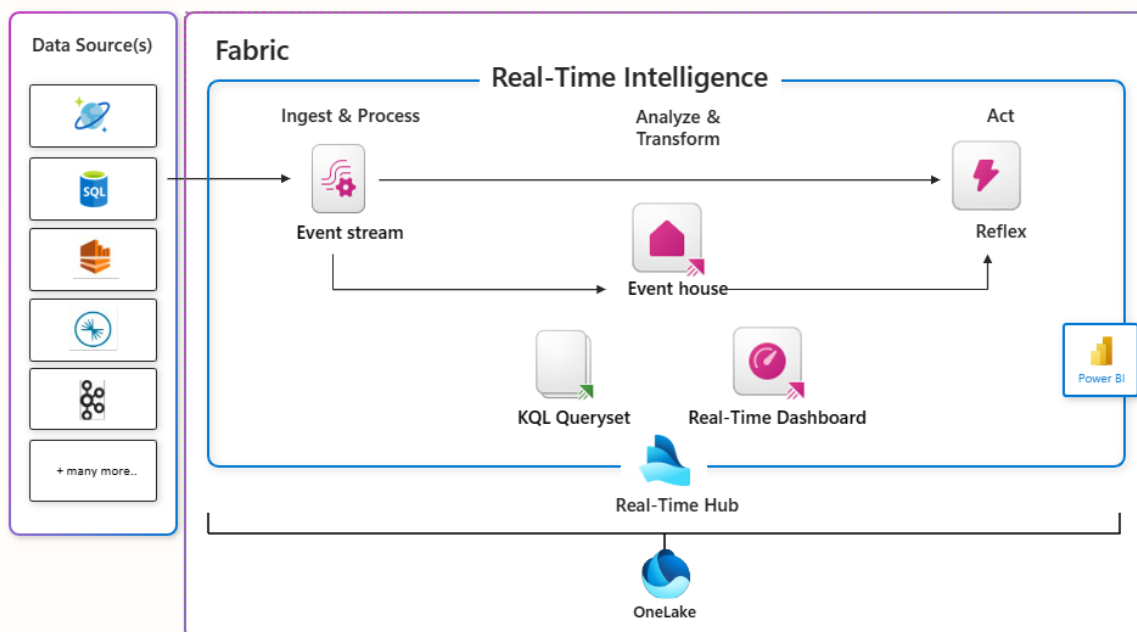 Data Source(s)
SQL
+ many more..
Fabric
Real-Time Intelligence
Ingest & Process
Analyze &
Transform
Act
Event stream
Reflex
Event house
KQL Queryset
Real-Time Dashboard
Power BI
Real-Time Hub
OneLake